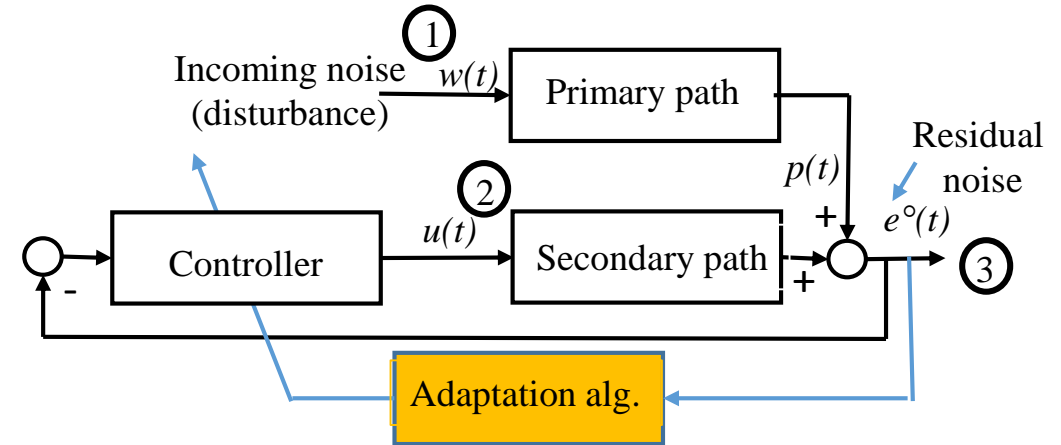 1
Incoming noise
(disturbance)
w(t)
Primary path
Residual
noise
p(t)
e°(t)
+
2
u(t)
Controller
Secondary path
+
3
-
Adaptation alg.